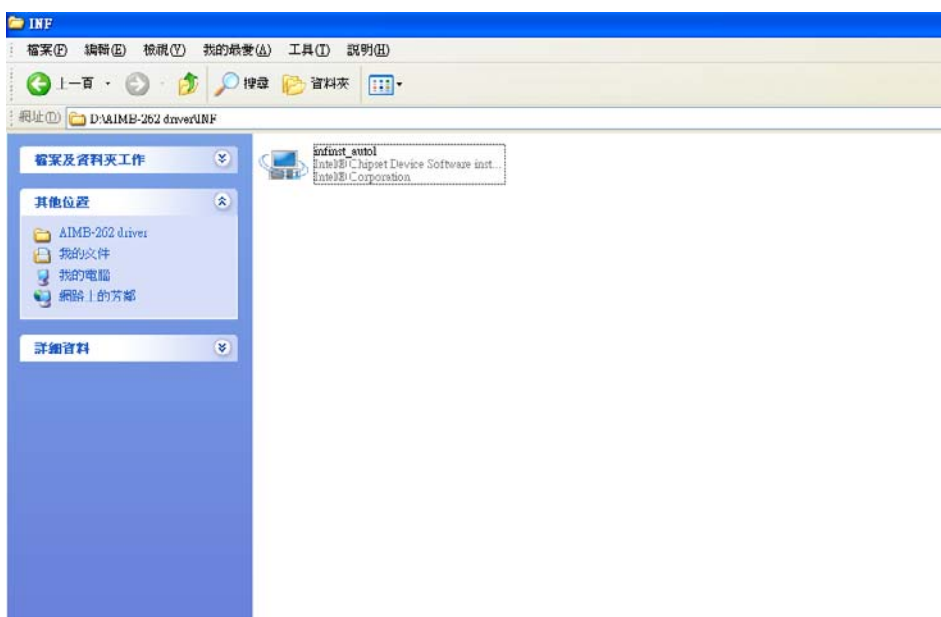 INF
檔案(F) 編輯(E) 檢視(V) 我的最愛(A) 工具(T) 說明(H)
上一頁 搜尋 資料夾
網址(D) D:\AIMB-262 driver\INF
檔案及資料夾工作
其他位置
AIMB-262 driver
我的文件
我的電腦
網路上的芳鄰
詳細資料
infinst_autol
Intel® Chipset Device Software inst...
Intel® Corporation